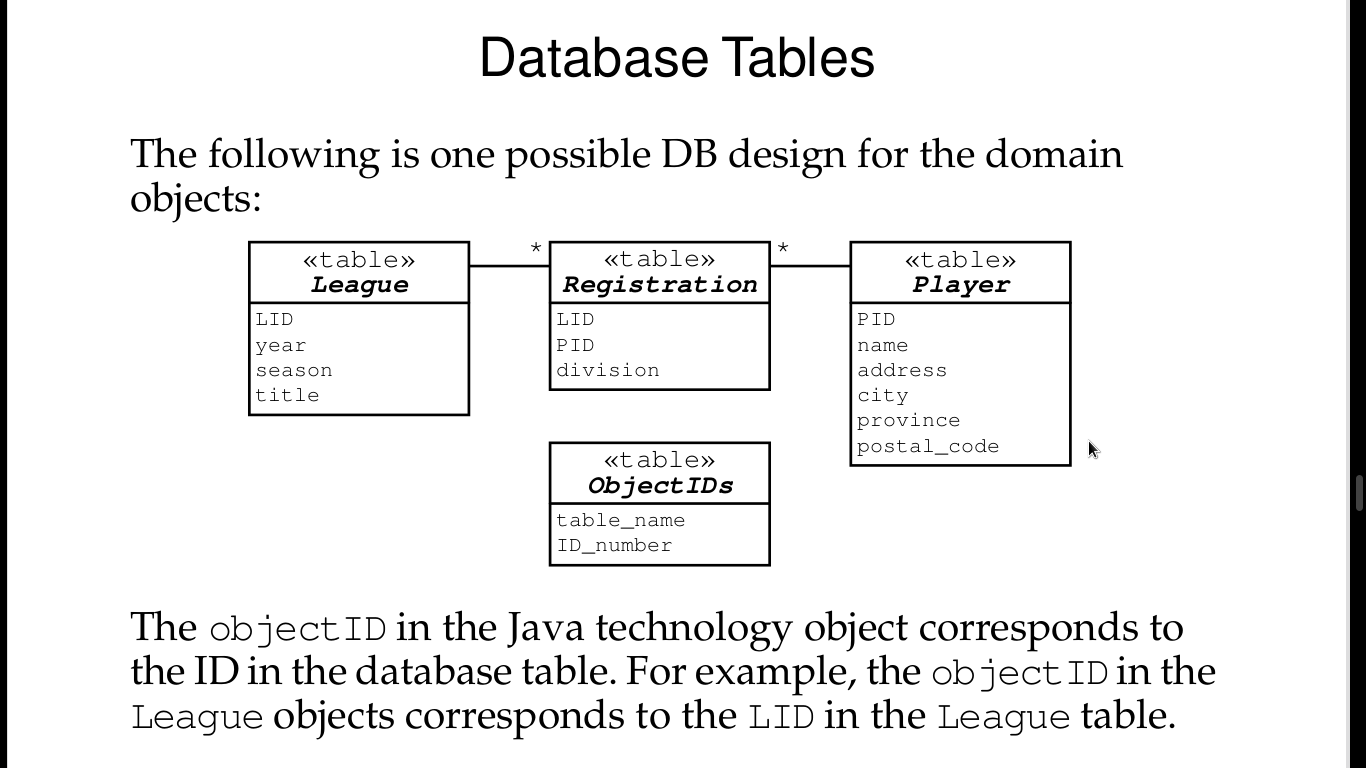 Database Tables
The following is one possible DB design for the domain
objects:
«table»
League
LID
year
season
title
*
«table»
Registration
LID
PID
division
*
«table»
Player
PID
name
address
city
province
postal_code
«table»
ObjectIDs
table_name
ID_number
The objectID in the Java technology object corresponds to
the ID in the database table. For example, the objectID in the
League objects corresponds to the LID in the League table.